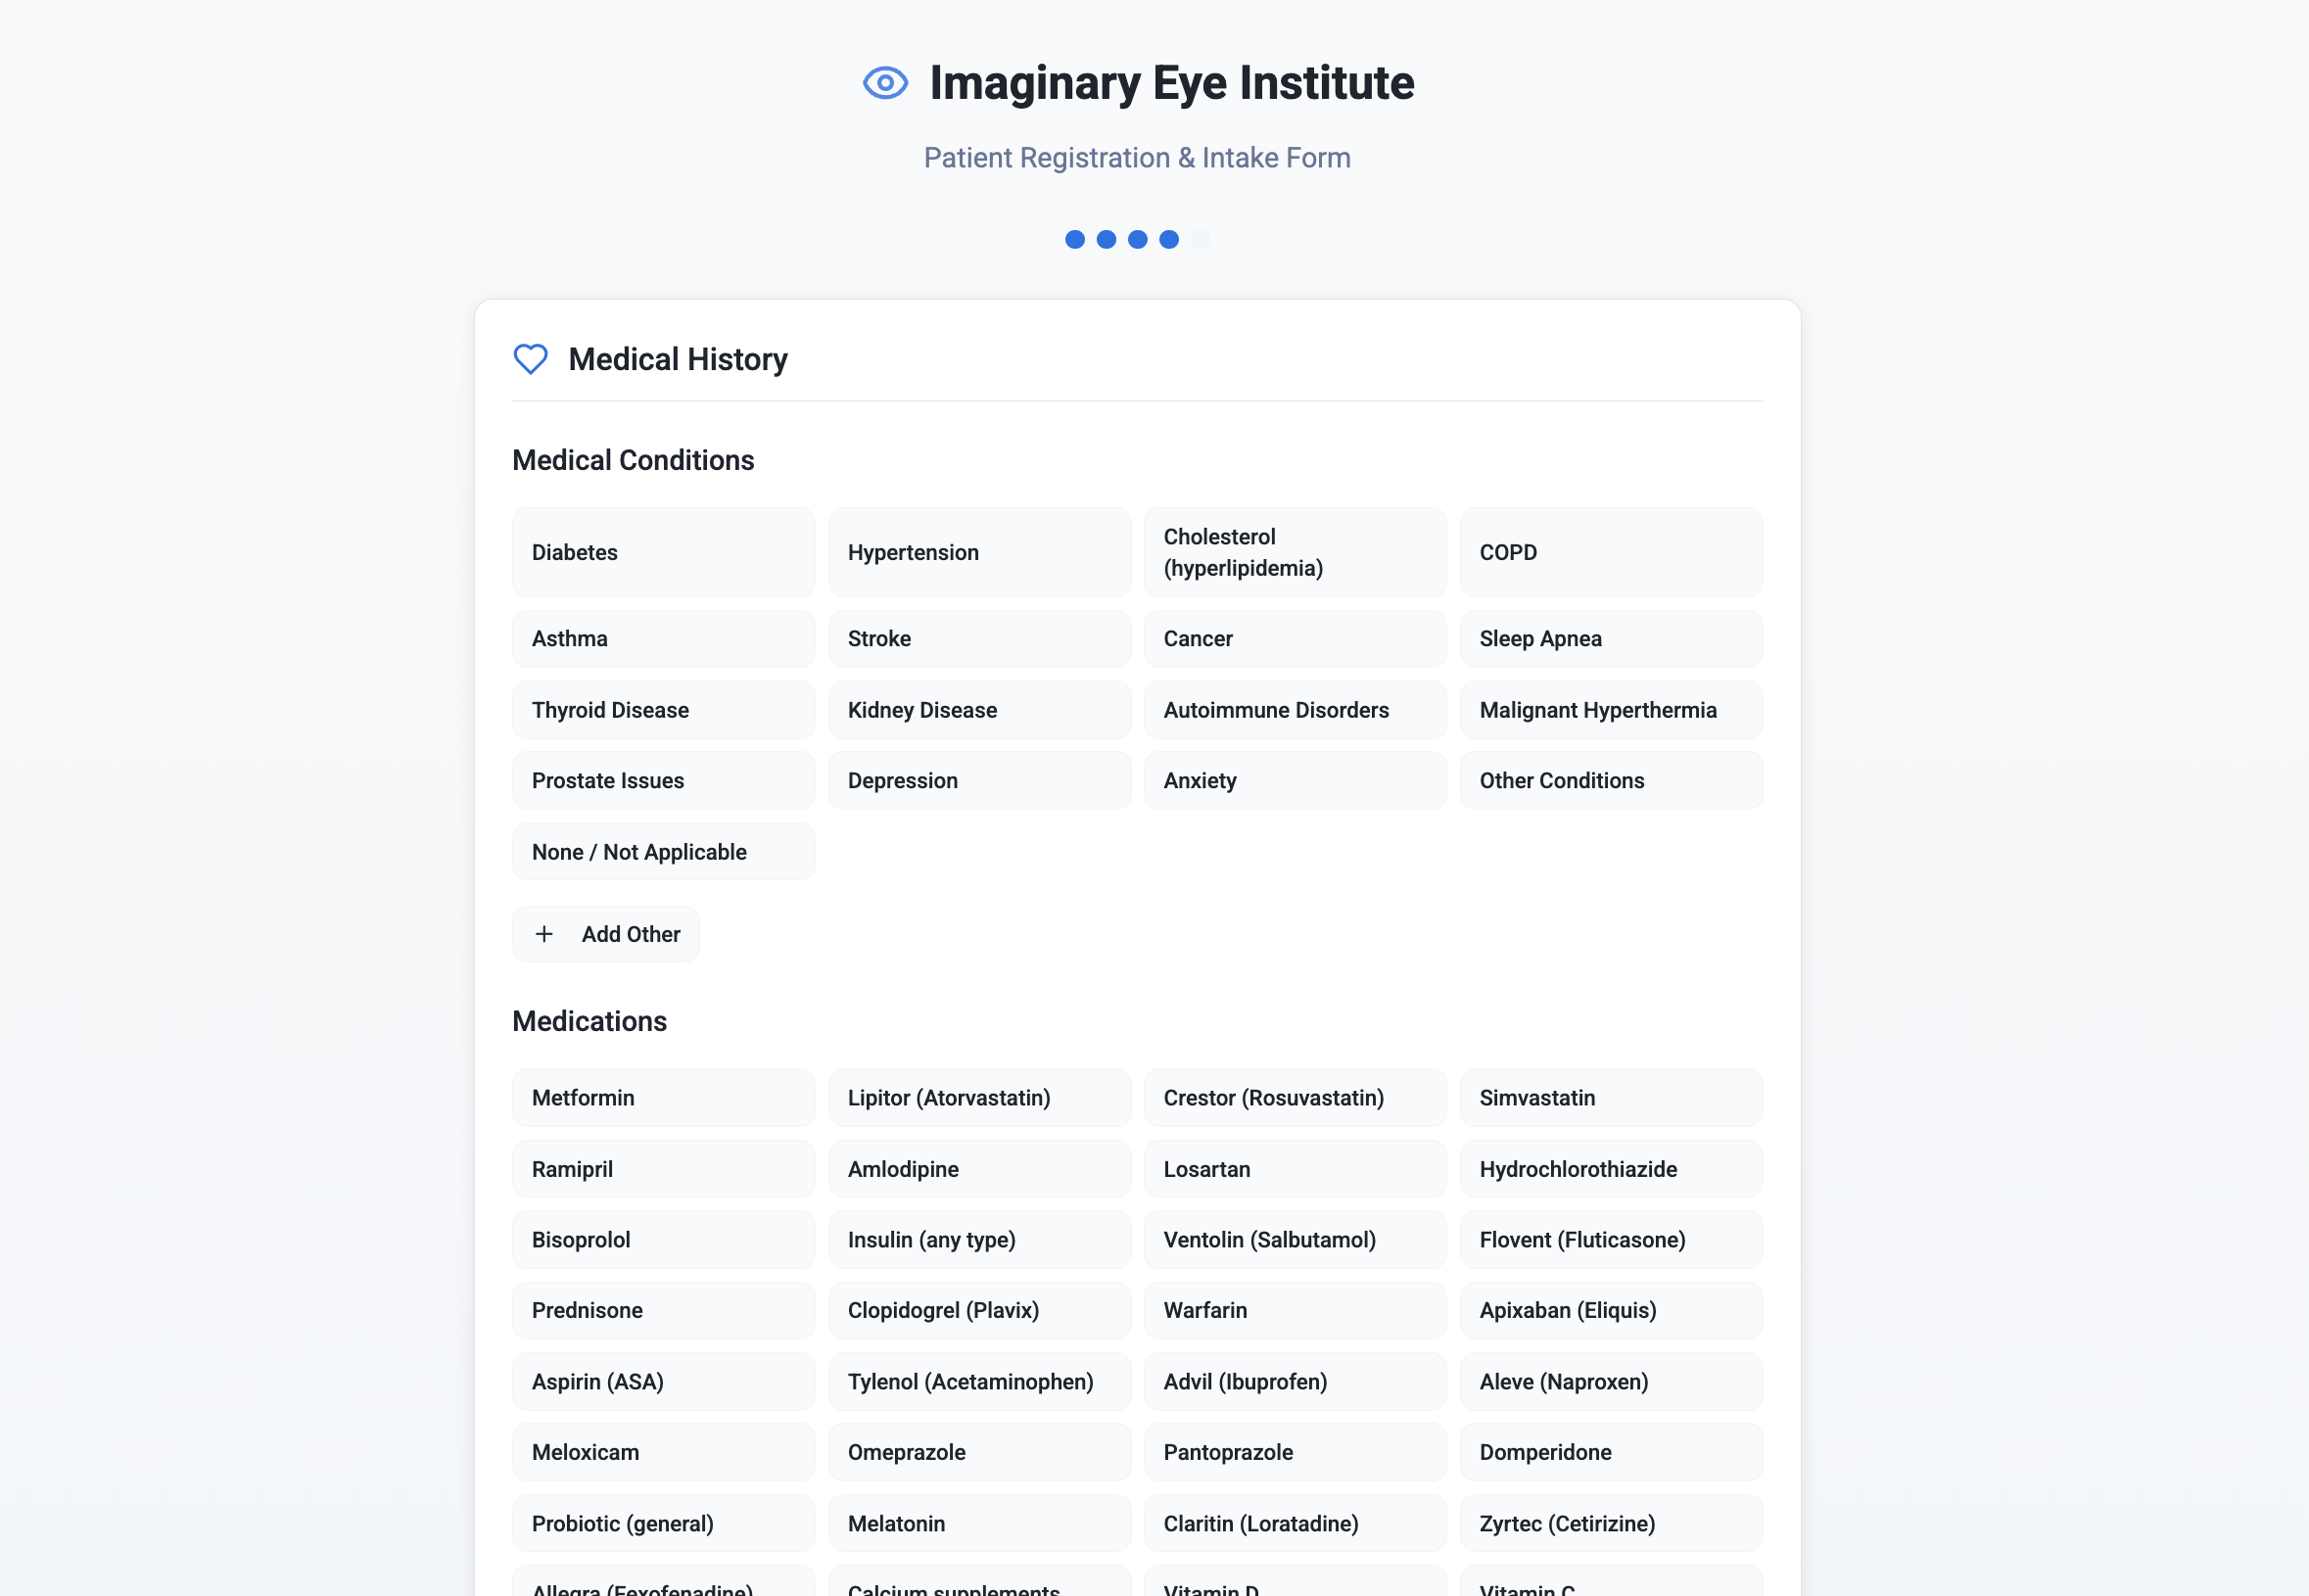 Imaginary Eye Institute
Patient Registration & Intake Form
Medical History
Medical Conditions
Diabetes
Hypertension
Cholesterol
(hyperlipidemia)
COPD
Asthma
Stroke
Cancer
Sleep Apnea
Thyroid Disease
Kidney Disease
Autoimmune Disorders
Malignant Hyperthermia
Prostate Issues
Depression
Anxiety
Other Conditions
None / Not Applicable
+ Add Other
Medications
Metformin
Lipitor (Atorvastatin)
Crestor (Rosuvastatin)
Simvastatin
Ramipril
Amlodipine
Losartan
Hydrochlorothiazide
Bisoprolol
Insulin (any type)
Ventolin (Salbutamol)
Flovent (Fluticasone)
Prednisone
Clopidogrel (Plavix)
Warfarin
Apixaban (Eliquis)
Aspirin (ASA)
Tylenol (Acetaminophen)
Advil (Ibuprofen)
Aleve (Naproxen)
Meloxicam
Omeprazole
Pantoprazole
Domperidone
Probiotic (general)
Melatonin
Claritin (Loratadine)
Zyrtec (Cetirizine)
Allegra (Fexofenadine)
Calcium supplements
Vitamin D
Vitamin C